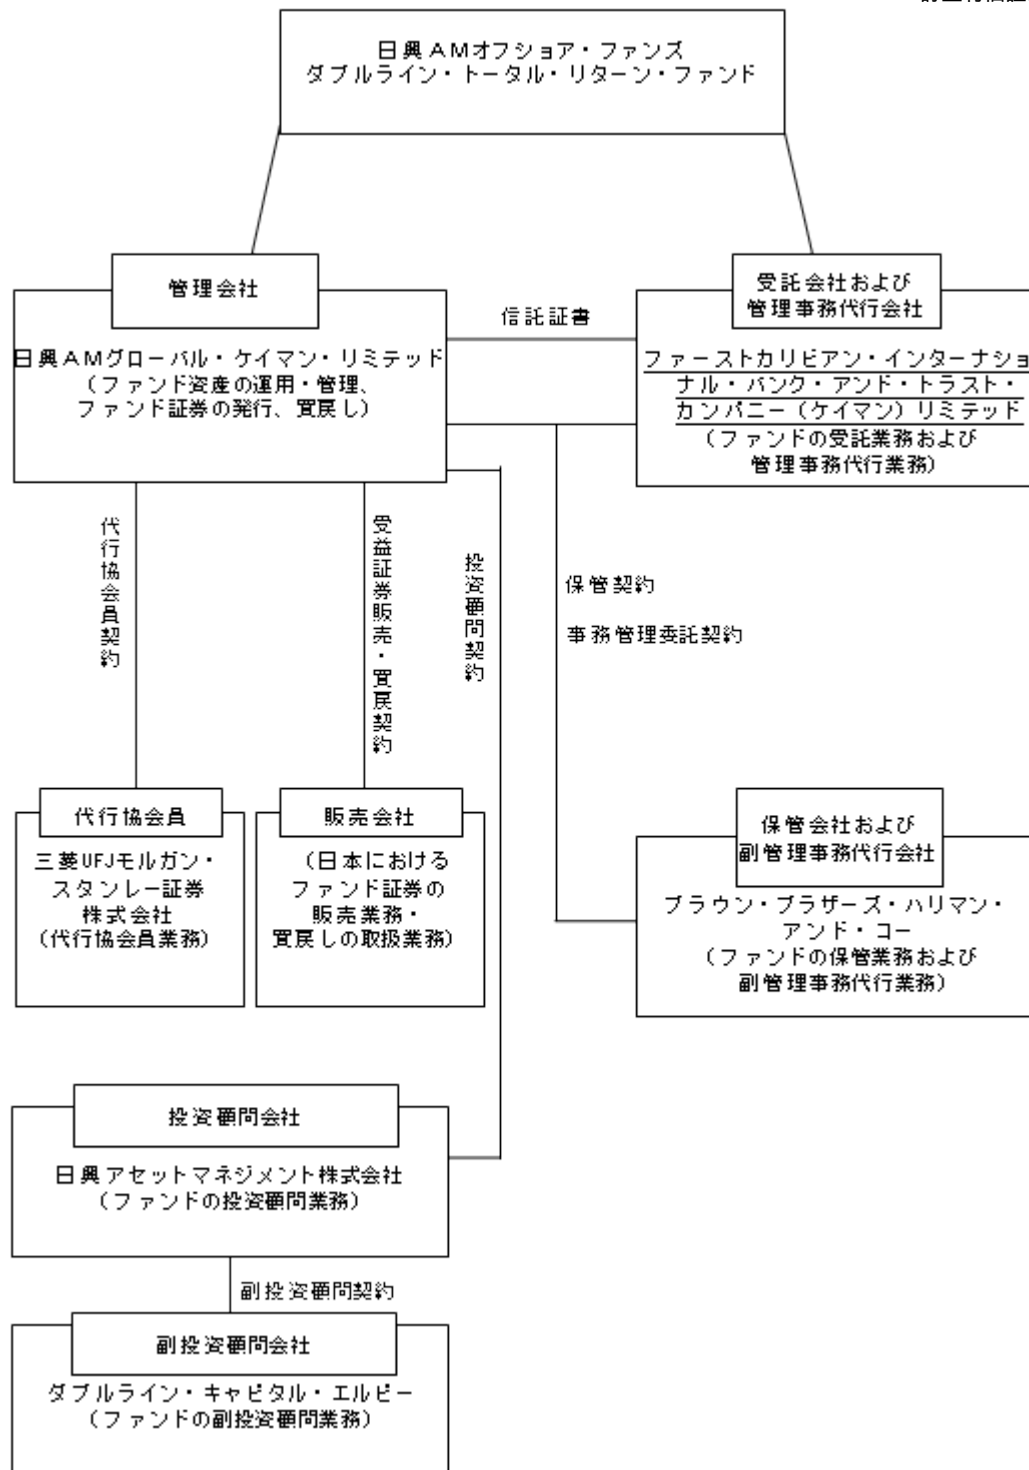 日興AMオフショア・ファンズ
ダブルライン・トータル・リターン・ファンド
管理会社
日興AMグローバル・ケイマン・リミテッド
（ファンド資産の運用・管理、
ファンド証券の発行、買戻し）
信託証書
受託会社および
管理事務代行会社
ファーストカリビアン・インターナショ
ナル・バンク・アンド・トラスト・
カンパニー（ケイマン）リミテッド
（ファンドの受託業務および
管理事務代行業務）
代行協会員契約
受益証券販売・買戻契約
投資顧問契約
保管契約
事務管理委託契約
代行協会員
三菱UFJモルガン・
スタンレー証券
株式会社
（代行協会員業務）
販売会社
（日本における
ファンド証券の
販売業務・
買戻しの取扱業務）
保管会社および
副管理事務代行会社
ブラウン・ブラザーズ・ハリマン・
アンド・コー
（ファンドの保管業務および
副管理事務代行業務）
投資顧問会社
日興アセットマネジメント株式会社
（ファンドの投資顧問業務）
副投資顧問契約
副投資顧問会社
ダブルライン・キャピタル・エルピー
（ファンドの副投資顧問業務）